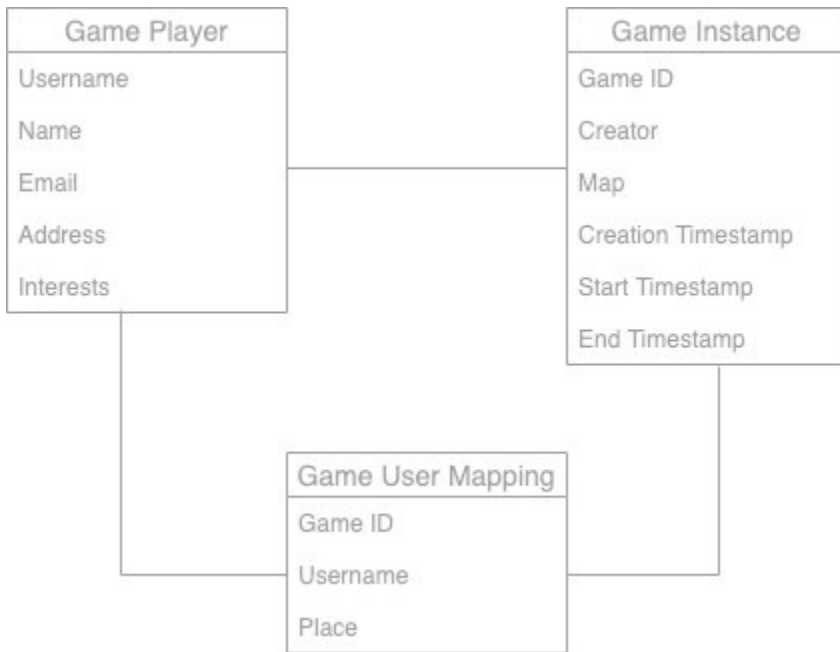 Game Player
Username
Name
Email
Address
Interests
Game Instance
Game ID
Creator
Map
Creation Timestamp
Start Timestamp
End Timestamp
Game User Mapping
Game ID
Username
Place